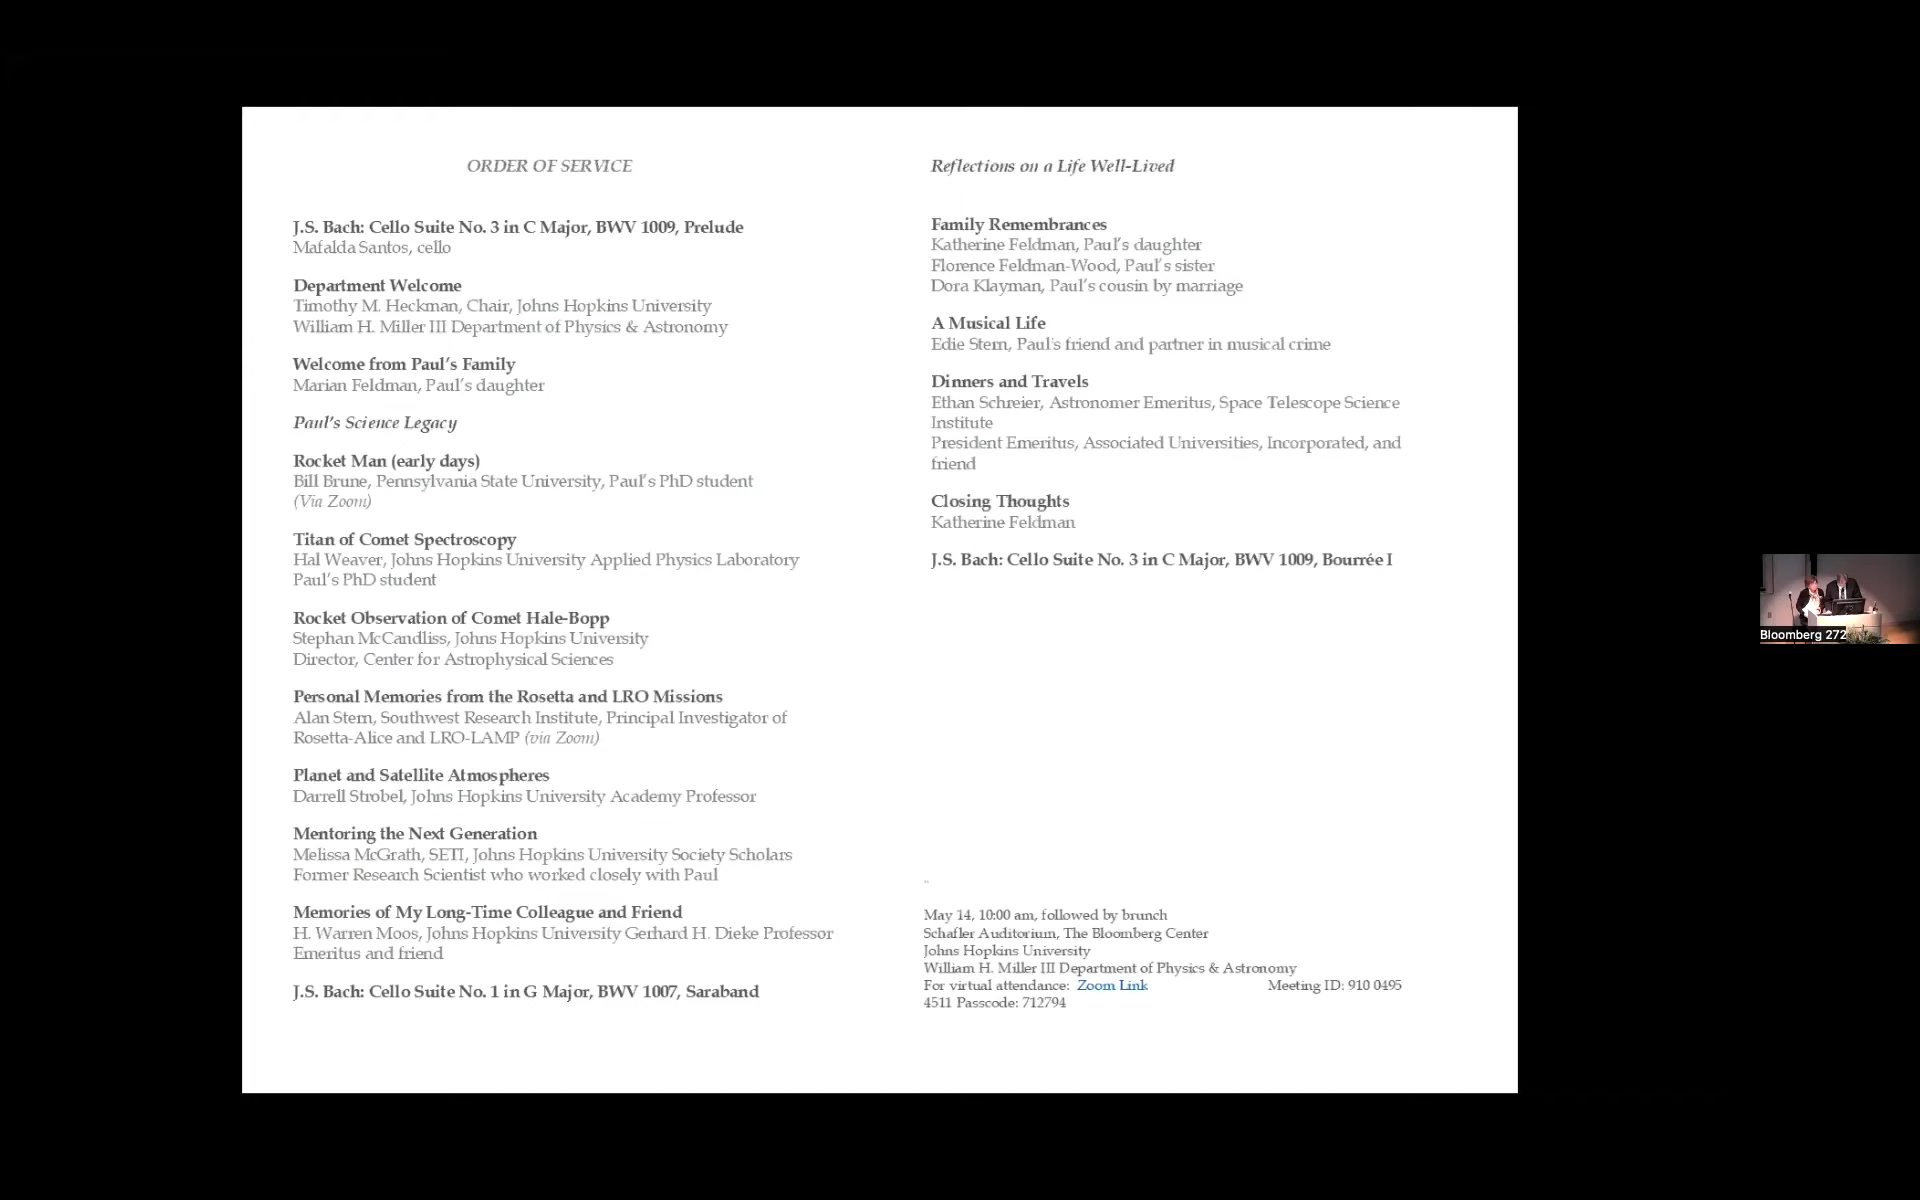 ORDER OF SERVICE
J.S. Bach: Cello Suite No. 3 in C Major, BWV 1009, Prelude
Mafalda Santos, cello
Department Welcome
Timothy M. Heckman, Chair, Johns Hopkins University
William H. Miller III Department of Physics & Astronomy
Welcome from Paul's Family
Marian Feldman, Paul's daughter
Paul's Science Legacy
Rocket Man (early days)
Bill Brune, Pennsylvania State University, Paul's PhD student
(Via Zoom)
Titan of Comet Spectroscopy
Hal Weaver, Johns Hopkins University Applied Physics Laboratory
Paul's PhD student
Rocket Observation of Comet Hale-Bopp
Stephan McCandliss, Johns Hopkins University
Director, Center for Astrophysical Sciences
Personal Memories from the Rosetta and LRO Missions
Alan Stern, Southwest Research Institute, Principal Investigator of
Rosetta-Alice and LRO-LAMP (via Zoom)
Planet and Satellite Atmospheres
Darrell Strobel, Johns Hopkins University Academy Professor
Mentoring the Next Generation
Melissa McGrath, SETI, Johns Hopkins University Society Scholars
Former Research Scientist who worked closely with Paul
Memories of My Long-Time Colleague and Friend
H. Warren Moos, Johns Hopkins University Gerhard H. Dieke Professor
Emeritus and friend
J.S. Bach: Cello Suite No. 1 in G Major, BWV 1007, Saraband
Reflections on a Life Well-Lived
Family Remembrances
Katherine Feldman, Paul's daughter
Florence Feldman-Wood, Paul's sister
Dora Klayman, Paul's cousin by marriage
A Musical Life
Edie Stern, Paul's friend and partner in musical crime
Dinners and Travels
Ethan Schreier, Astronomer Emeritus, Space Telescope Science
Institute
President Emeritus, Associated Universities, Incorporated, and
friend
Closing Thoughts
Katherine Feldman
J.S. Bach: Cello Suite No. 3 in C Major, BWV 1009, Bourrée I
May 14, 10:00 am, followed by brunch
Schafler Auditorium, The Bloomberg Center
Johns Hopkins University
William H. Miller III Department of Physics & Astronomy
For virtual attendance: Zoom Link Meeting ID: 910 0495
4511 Passcode: 712794
Bloomberg 272